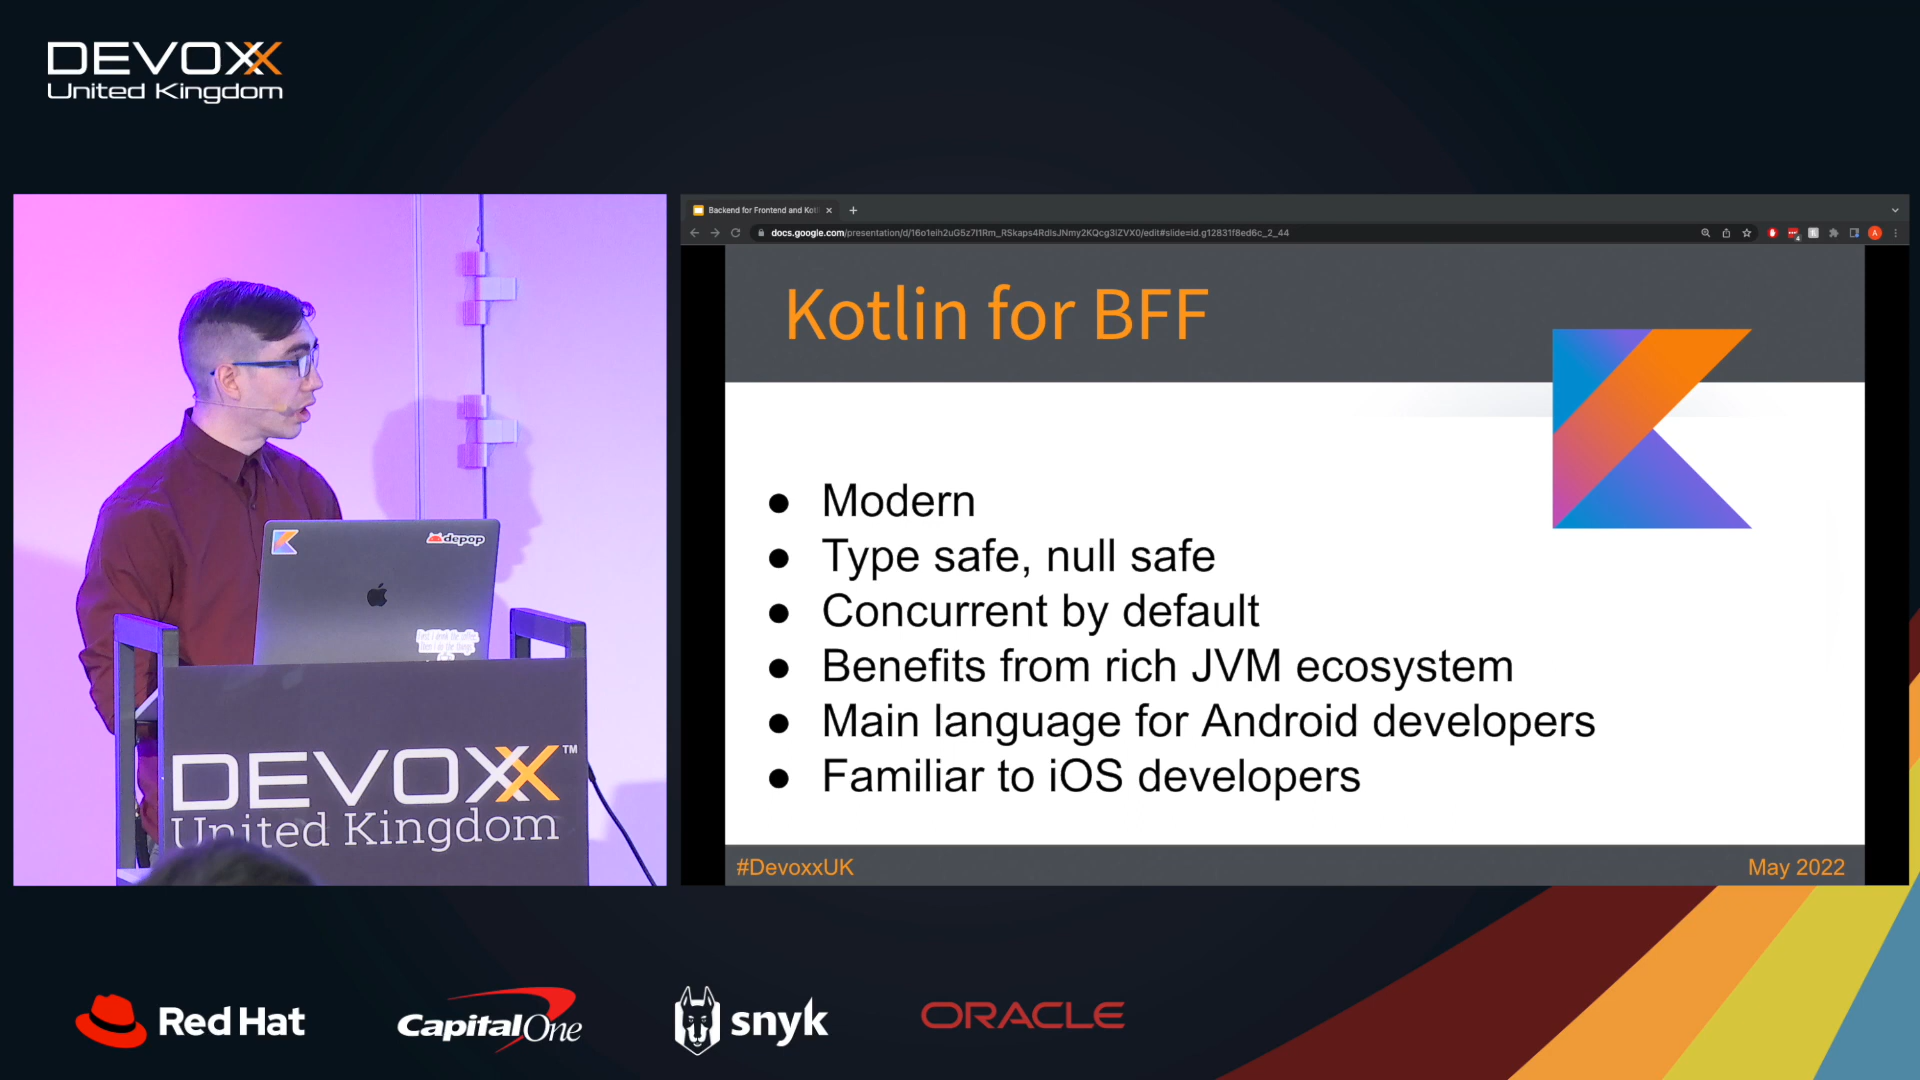 DEVOXX
United Kingdom
Backend for Frontend and Kotl
docs.google.com/presentation/d/16o1eih2uG5z7I1Rm_RSkaps4RdlsJNmy2KQcg3IZVX0/edit#slide=id.g12831f8ed6c_2_44
Kotlin for BFF
● Modern
● Type safe, null safe
● Concurrent by default
● Benefits from rich JVM ecosystem
● Main language for Android developers
● Familiar to iOS developers
#DevoxxUK
May 2022
depop
DEVOXX™
United Kingdom
Red Hat
CapitalOne
snyk
ORACLE